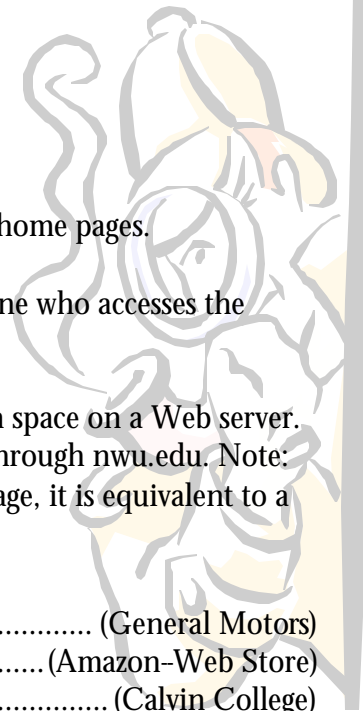 home pages.
ne who accesses the
space on a Web server.
hrough nwu.edu. Note:
age, it is equivalent to a
............ (General Motors)
......(Amazon--Web Store)
............... (Calvin College)